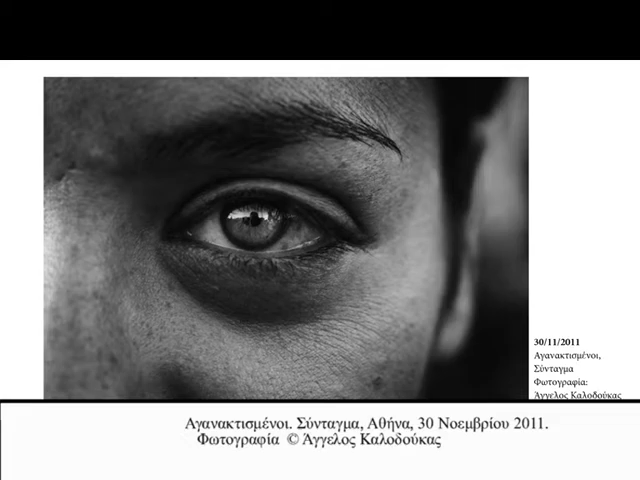 30/11/2011
Αγανακτισμένοι,
Σύνταγμα
Φωτογραφία:
Άγγελος Καλοδούκας
Αγανακτισμένοι. Σύνταγμα, Αθήνα, 30 Νοεμβρίου 2011.
Φωτογραφία © Άγγελος Καλοδούκας